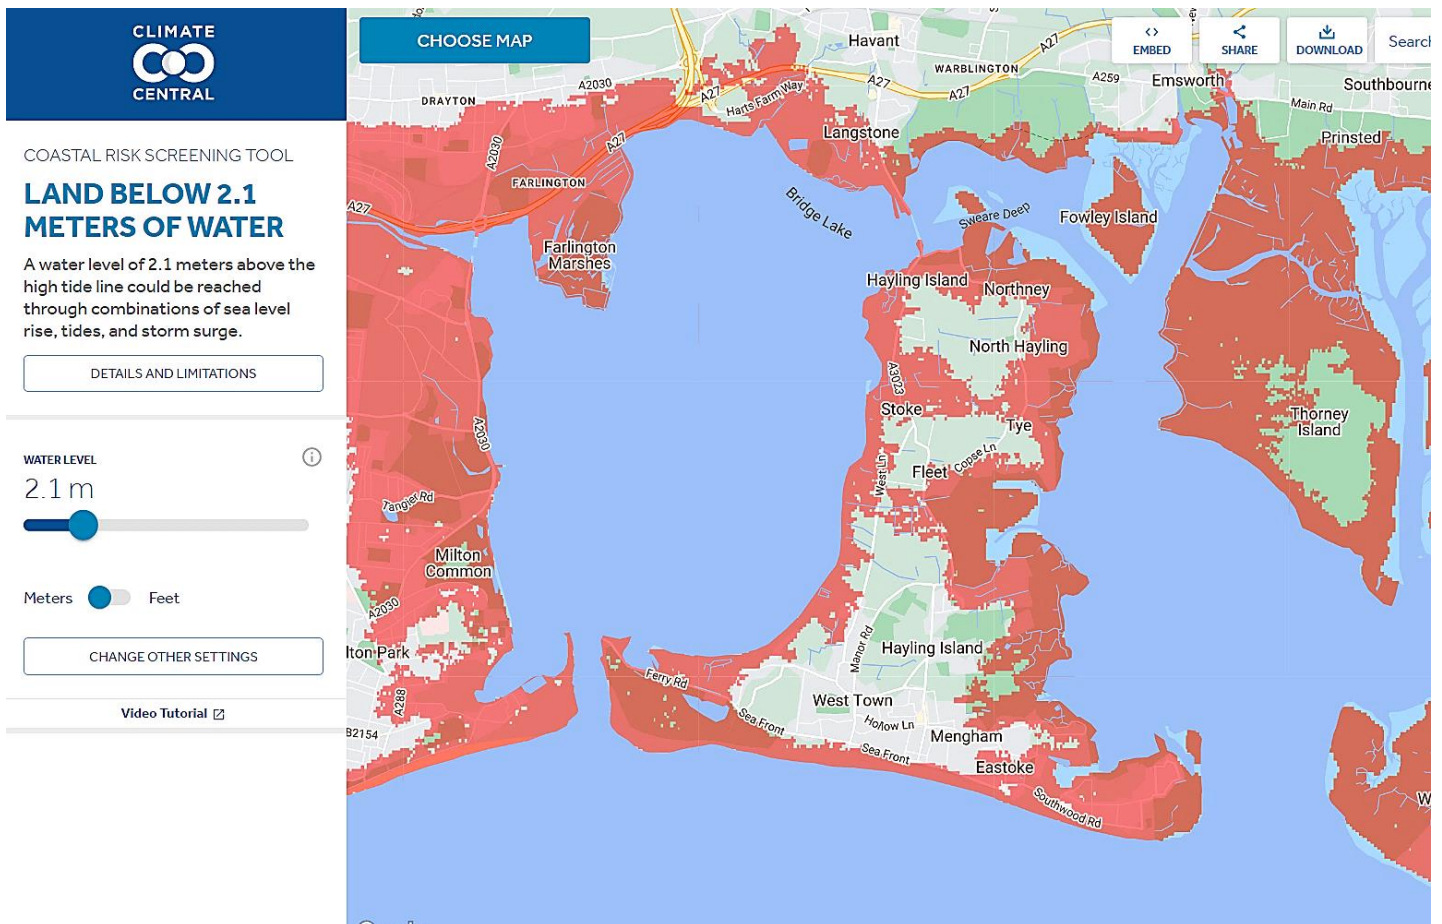 CLIMATE
CENTRAL
COASTAL RISK SCREENING TOOL
LAND BELOW 2.1
METERS OF WATER
A water level of 2.1 meters above the
high tide line could be reached
through combinations of sea level
rise, tides, and storm surge.
DETAILS AND LIMITATIONS
WATER LEVEL
2.1 m
Meters
Feet
CHANGE OTHER SETTINGS
Video Tutorial
CHOOSE MAP
EMBED
SHARE
DOWNLOAD
Search
Havant
A27
WARBLINGTON
A27
A259
Emsworth
Southbourne
A2030
A27
Harts Farm Way
A27
Main Rd
DRAYTON
Langstone
Prinsted
A2030
A27
FARLINGTON
Bridge Lake
Sweare Deep
Fowley Island
A27
Farlington
Marshes
Hayling Island
Northney
North Hayling
A3023
Stoke
Tye
Thorney
Island
A2030
West Ln
Fleet
Copse Ln
Tangier Rd
Milton
Common
A2030
lton Park
Manor Rd
Hayling Island
Ferry Rd
A288
West Town
Sea Front
Hollow Ln
B2154
Mengham
Sea Front
Eastoke
Southwood Rd
W